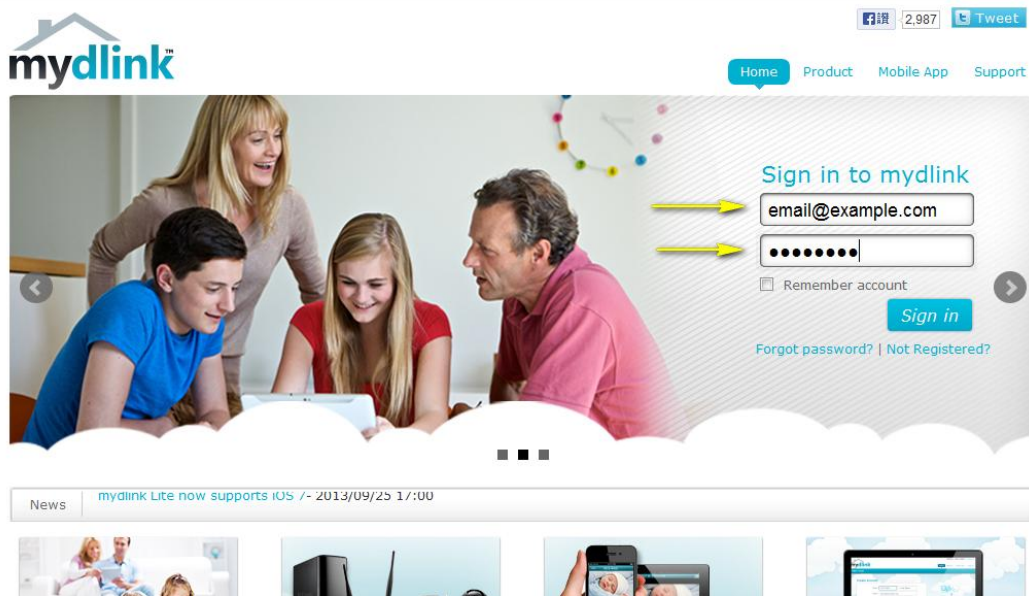 讚 2,987 Tweet
mydlink™
Home Product Mobile App Support
Sign in to mydlink
email@example.com
••••••••
Remember account
Sign in
Forgot password? | Not Registered?
News mydlink Lite now supports iOS 7- 2013/09/25 17:00